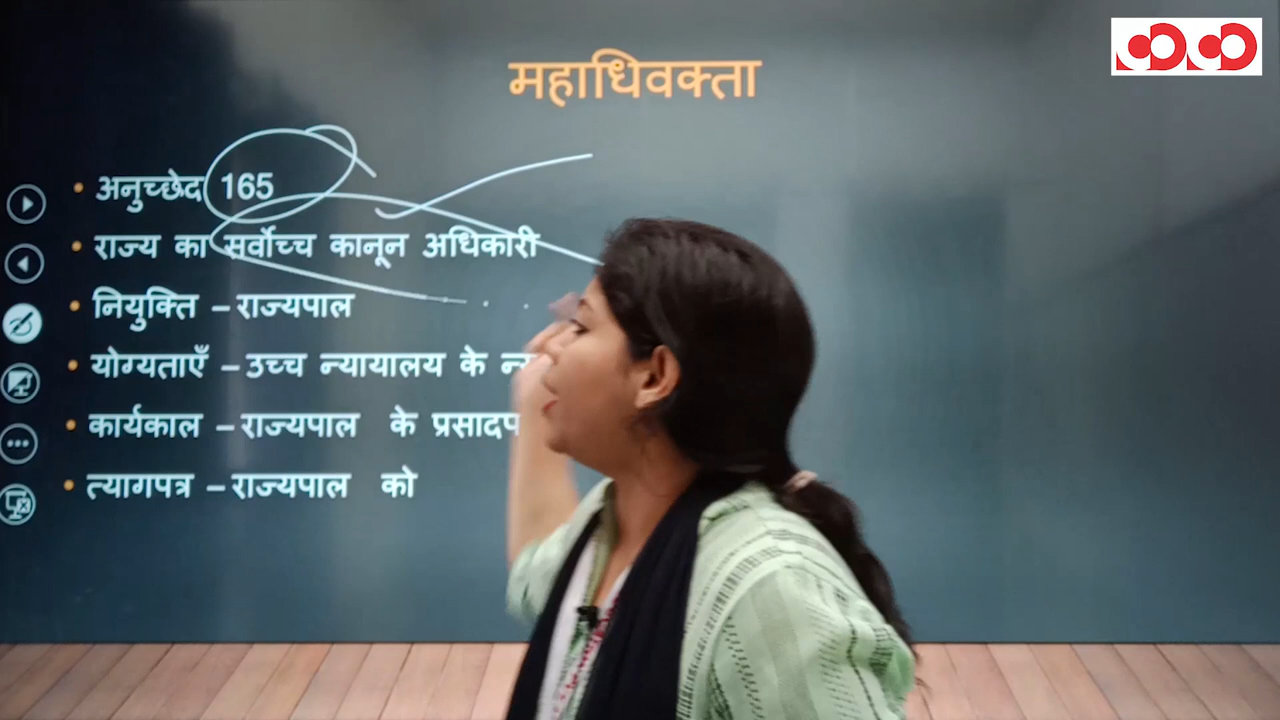 महाधिवक्ता
• अनुच्छेद 165
• राज्य का सर्वोच्च कानून अधिकारी
• नियुक्ति – राज्यपाल
• योग्यताएँ – उच्च न्यायालय के
• कार्यकाल – राज्यपाल के
• त्यागपत्र – राज्यपाल को